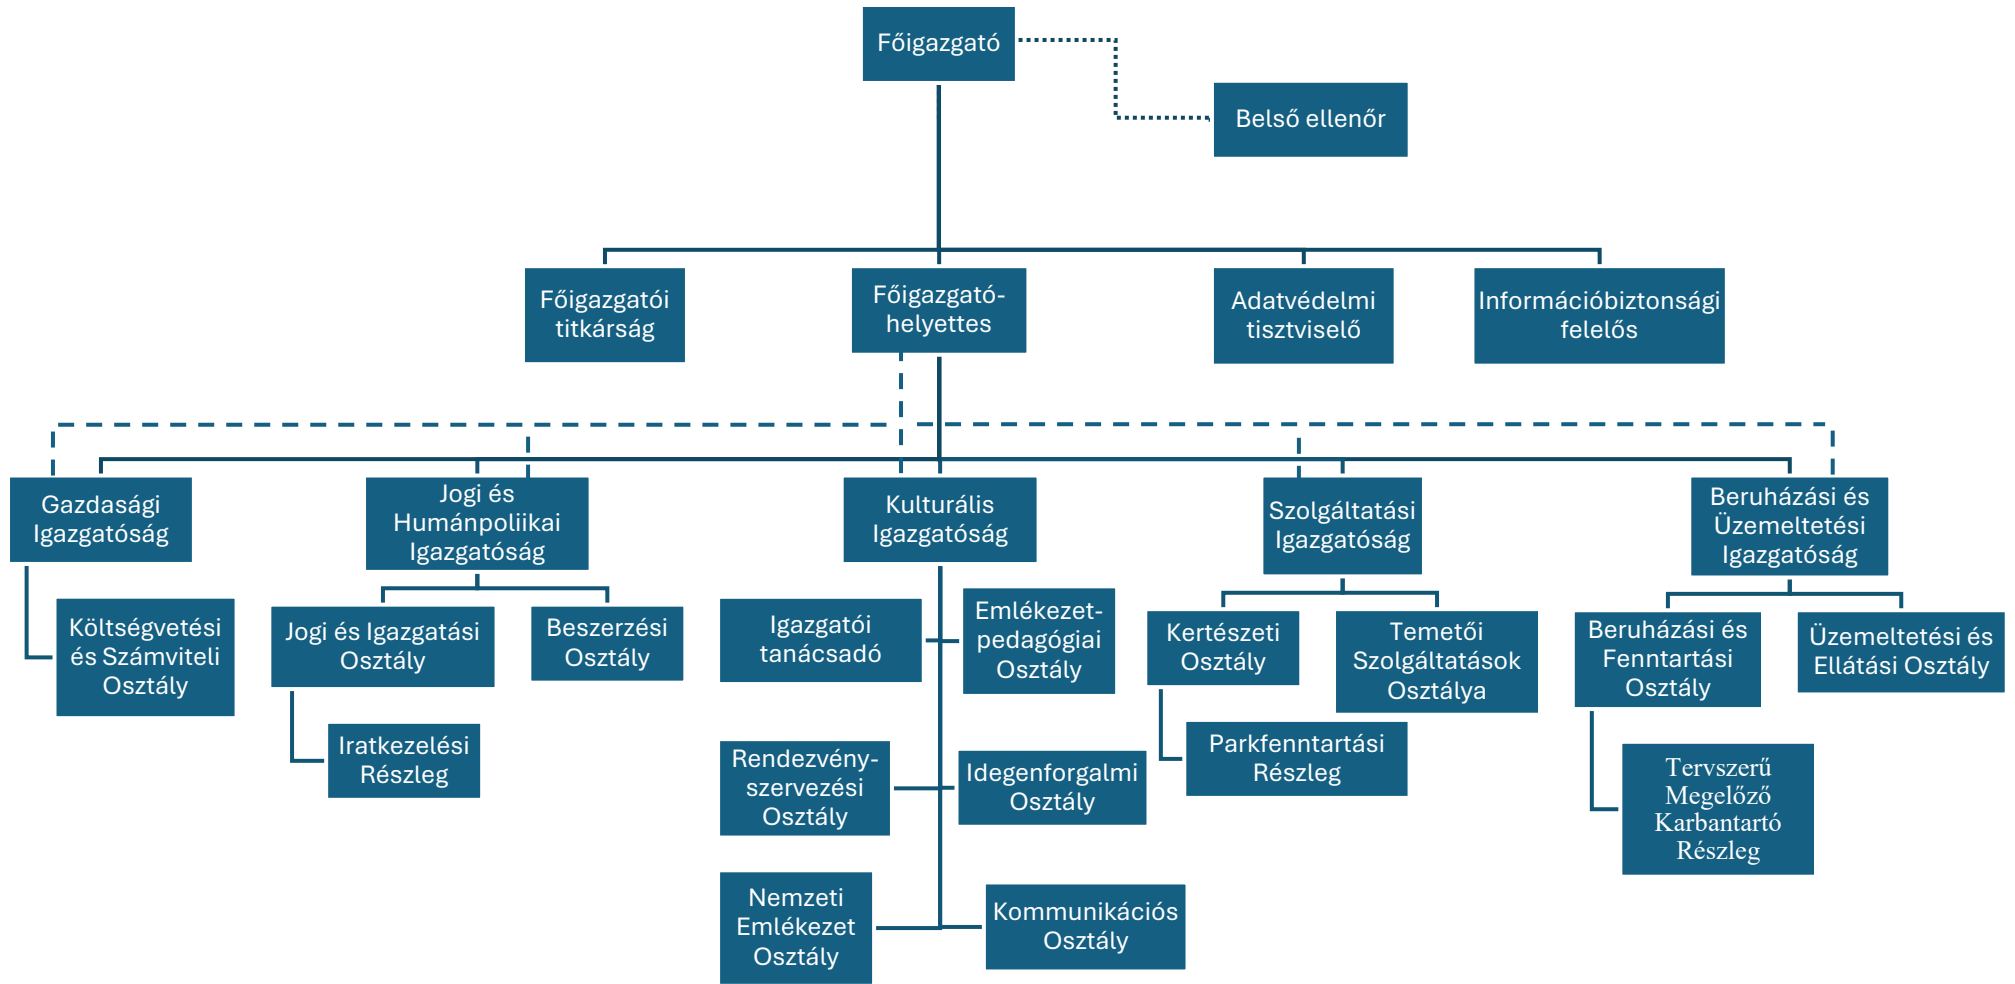 Főigazgató
Belső ellenőr
Főigazgatói
titkárság
Főigazgató-
helyettes
Adatvédelmi
tisztviselő
Információbiztonsági
felelős
Gazdasági
Igazgatóság
Jogi és
Humánpoliikai
Igazgatóság
Kulturális
Igazgatóság
Szolgáltatási
Igazgatóság
Beruházási és
Üzemeltetési
Igazgatóság
Költségvetési
és Számviteli
Osztály
Jogi és Igazgatási
Osztály
Beszerzési
Osztály
Igazgatói
tanácsadó
Emlékezet-
pedagógiai
Osztály
Kertészeti
Osztály
Temetői
Szolgáltatások
Osztálya
Beruházási és
Fenntartási
Osztály
Üzemeltetési és
Ellátási Osztály
Iratkezelési
Részleg
Rendezvény-
szervezési
Osztály
Idegenforgalmi
Osztály
Parkfenntartási
Részleg
Tervszerű
Megelőző
Karbantartó
Részleg
Nemzeti
Emlékezet
Osztály
Kommunikációs
Osztály